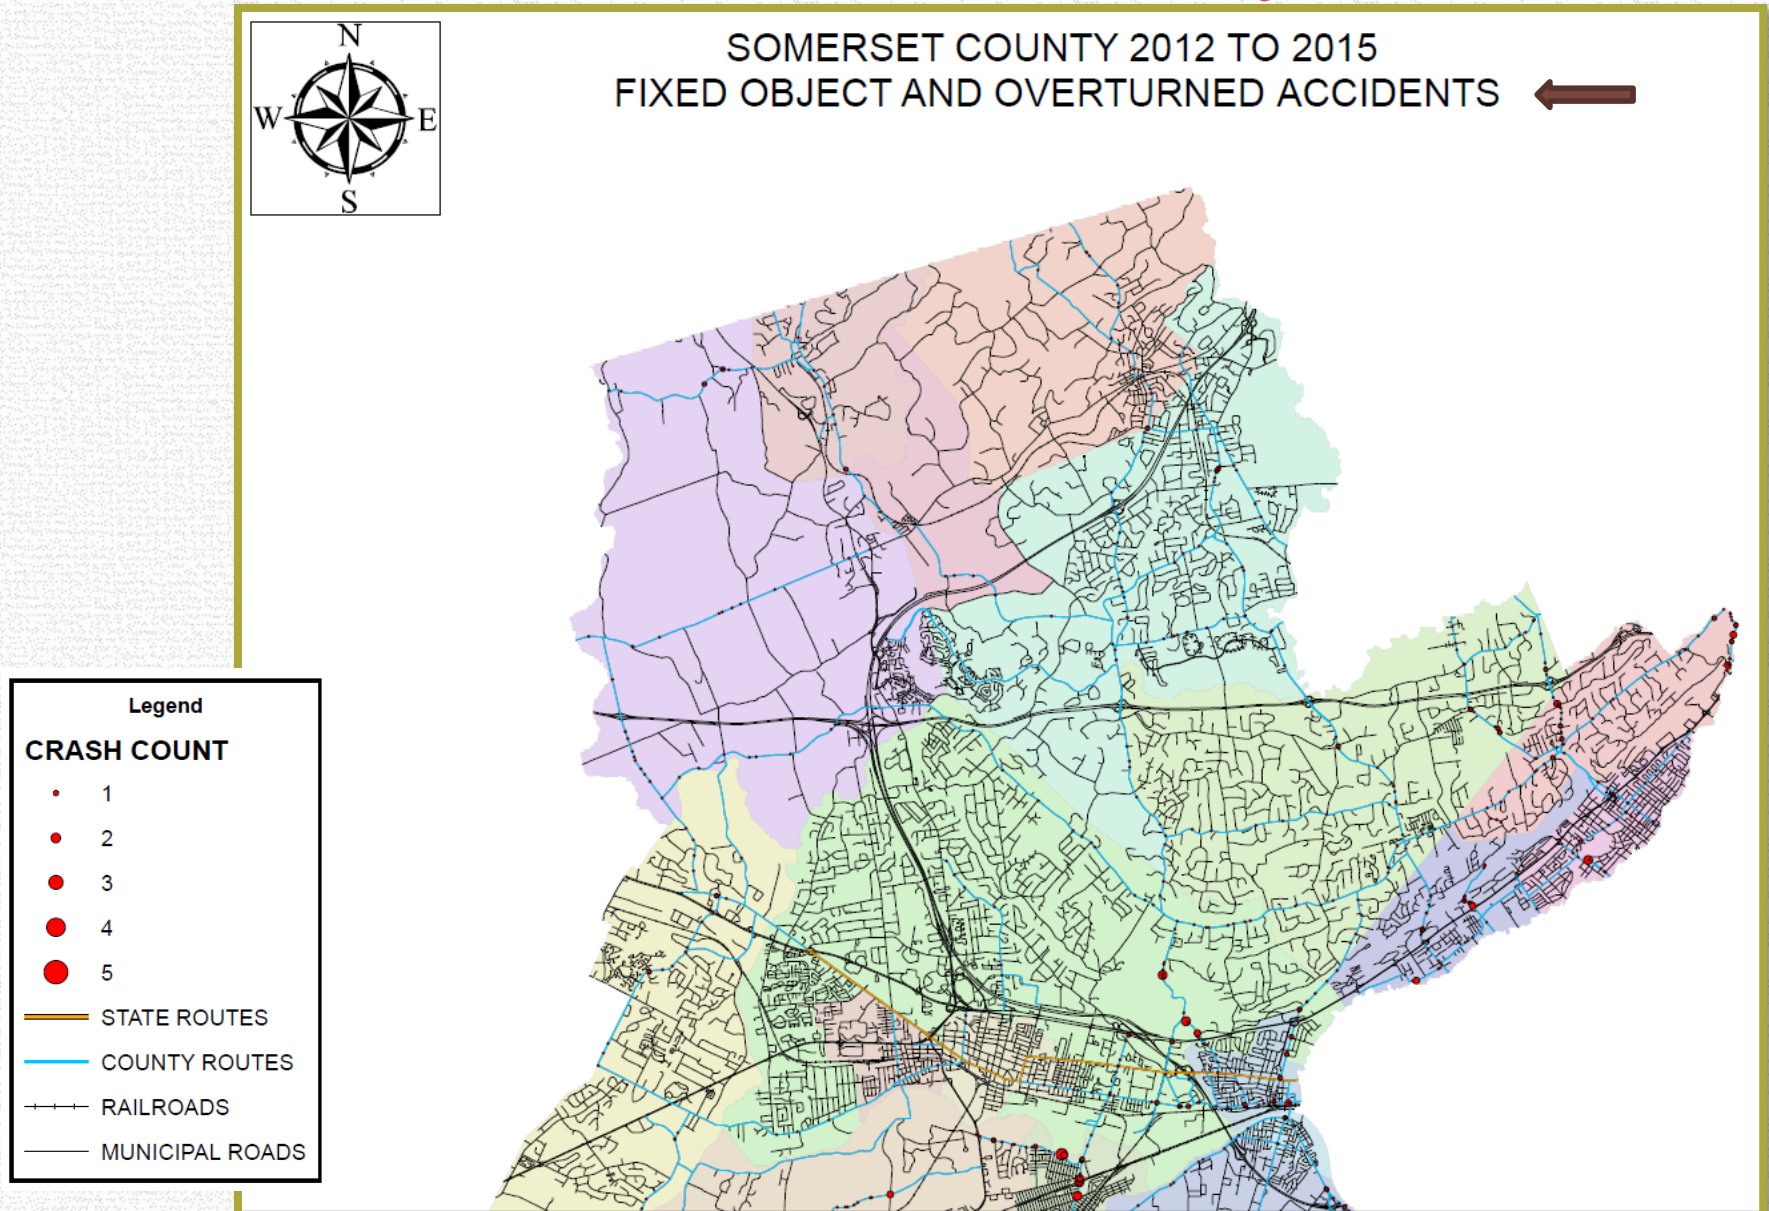 N
W
E
S
SOMERSET COUNTY 2012 TO 2015
FIXED OBJECT AND OVERTURNED ACCIDENTS
Legend
CRASH COUNT
1
2
3
4
5
STATE ROUTES
COUNTY ROUTES
RAILROADS
MUNICIPAL ROADS